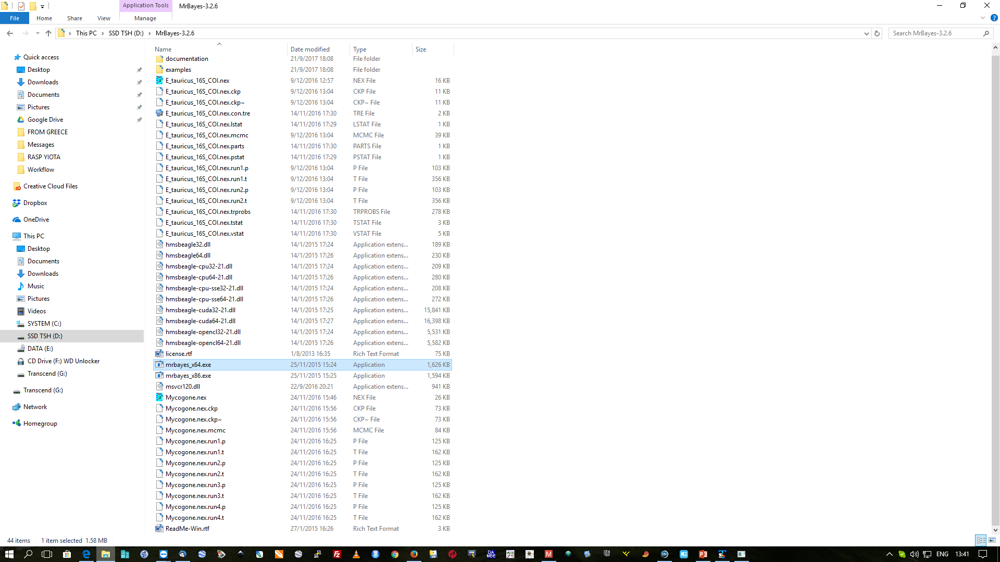 Application Tools MrBayes-3.2.6
File Home Share View Manage
This PC SSD TSH (D:) MrBayes-3.2.6 Search MrBayes-3.2.6
Quick access
Desktop
Downloads
Documents
Pictures
Google Drive
FROM GREECE
Messages
RASP YIOTA
Workflow
Creative Cloud Files
Dropbox
OneDrive
This PC
Desktop
Documents
Downloads
Music
Pictures
Videos
SYSTEM (C:)
SSD TSH (D:)
DATA (E:)
CD Drive (F:) WD Unlocker
Transcend (G:)
Transcend (G:)
Network
Homegroup
Name Date modified Type Size
documentation 21/9/2017 18:08 File folder
examples 21/9/2017 18:08 File folder
E_tauricus_16S_COI.nex 9/12/2016 12:57 NEX File 16 KB
E_tauricus_16S_COI.nex.ckp 9/12/2016 13:04 CKP File 11 KB
E_tauricus_16S_COI.nex.ckp~ 9/12/2016 13:04 CKP~ File 11 KB
E_tauricus_16S_COI.nex.con.tre 14/11/2016 17:30 TRE File 2 KB
E_tauricus_16S_COI.nex.lstat 14/11/2016 17:29 LSTAT File 1 KB
E_tauricus_16S_COI.nex.mcmc 9/12/2016 13:04 MCMC File 39 KB
E_tauricus_16S_COI.nex.parts 14/11/2016 17:30 PARTS File 1 KB
E_tauricus_16S_COI.nex.pstat 14/11/2016 17:29 PSTAT File 1 KB
E_tauricus_16S_COI.nex.run1.p 9/12/2016 13:04 P File 103 KB
E_tauricus_16S_COI.nex.run1.t 9/12/2016 13:04 T File 356 KB
E_tauricus_16S_COI.nex.run2.p 9/12/2016 13:04 P File 103 KB
E_tauricus_16S_COI.nex.run2.t 9/12/2016 13:04 T File 356 KB
E_tauricus_16S_COI.nex.trprobs 14/11/2016 17:30 TRPROBS File 278 KB
E_tauricus_16S_COI.nex.tstat 14/11/2016 17:30 TSTAT File 3 KB
E_tauricus_16S_COI.nex.vstat 14/11/2016 17:30 VSTAT File 5 KB
hmsbeagle32.dll 14/1/2015 17:24 Application extens... 189 KB
hmsbeagle64.dll 14/1/2015 17:26 Application extens... 230 KB
hmsbeagle-cpu32-21.dll 14/1/2015 17:24 Application extens... 209 KB
hmsbeagle-cpu64-21.dll 14/1/2015 17:26 Application extens... 280 KB
hmsbeagle-cpu-sse32-21.dll 14/1/2015 17:24 Application extens... 208 KB
hmsbeagle-cpu-sse64-21.dll 14/1/2015 17:26 Application extens... 272 KB
hmsbeagle-cuda32-21.dll 14/1/2015 17:25 Application extens... 15,841 KB
hmsbeagle-cuda64-21.dll 14/1/2015 17:27 Application extens... 16,398 KB
hmsbeagle-opencl32-21.dll 14/1/2015 17:24 Application extens... 5,531 KB
hmsbeagle-opencl64-21.dll 14/1/2015 17:26 Application extens... 5,582 KB
license.rtf 1/8/2013 16:35 Rich Text Format 75 KB
mrbayes_x64.exe 25/11/2015 15:24 Application 1,626 KB
mrbayes_x86.exe 25/11/2015 15:25 Application 1,594 KB
msvcr120.dll 22/9/2016 20:21 Application extens... 941 KB
Mycogone.nex 24/11/2016 15:46 NEX File 26 KB
Mycogone.nex.ckp 24/11/2016 15:56 CKP File 73 KB
Mycogone.nex.ckp~ 24/11/2016 15:56 CKP~ File 73 KB
Mycogone.nex.mcmc 24/11/2016 15:56 MCMC File 84 KB
Mycogone.nex.run1.p 24/11/2016 16:25 P File 125 KB
Mycogone.nex.run1.t 24/11/2016 16:25 T File 162 KB
Mycogone.nex.run2.p 24/11/2016 16:25 P File 125 KB
Mycogone.nex.run2.t 24/11/2016 16:25 T File 162 KB
Mycogone.nex.run3.p 24/11/2016 16:25 P File 125 KB
Mycogone.nex.run3.t 24/11/2016 16:25 T File 162 KB
Mycogone.nex.run4.p 24/11/2016 16:25 P File 125 KB
Mycogone.nex.run4.t 24/11/2016 16:25 T File 162 KB
ReadMe-Win.rtf 27/1/2015 16:26 Rich Text Format 3 KB
44 items 1 item selected 1.58 MB
DA MBE ENG 13:41